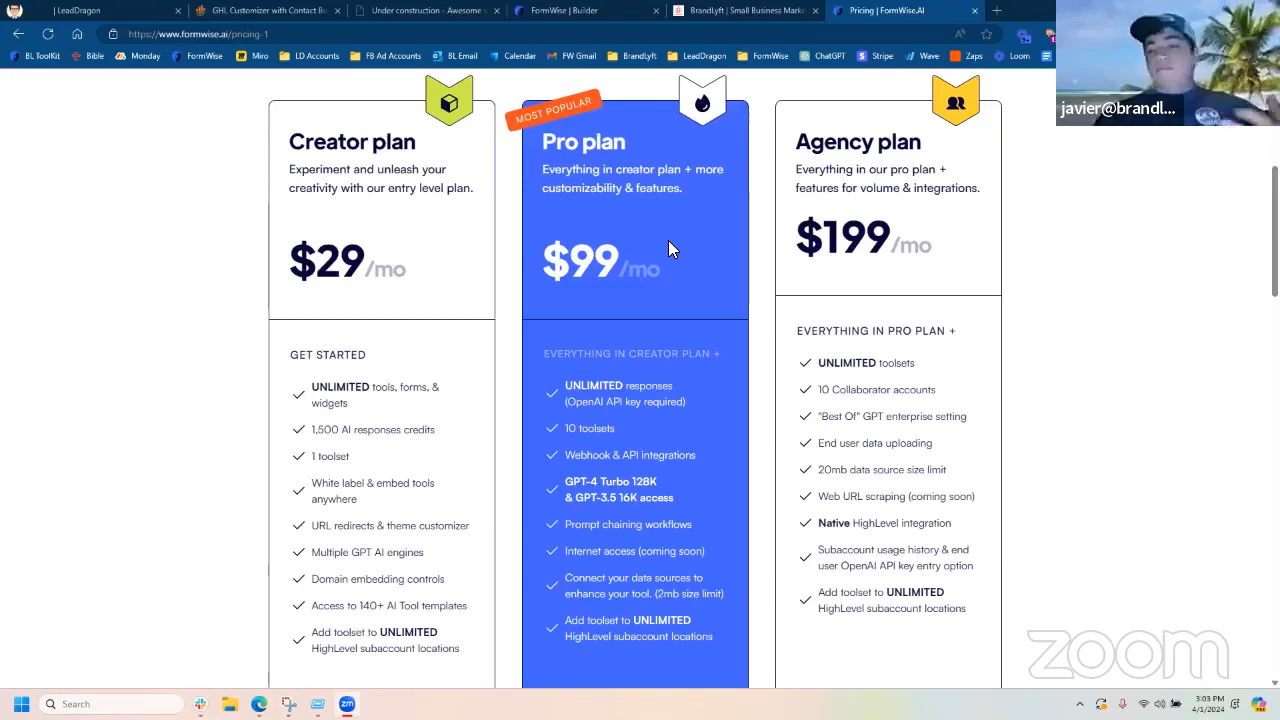 | LeadDragon
GHL Customizer with Contact Bu
Under construction - Awesome s
FormWise | Builder
BrandLyft | Small Business Marke
Pricing | FormWise.AI
https://www.formwise.ai/pricing-1
BL ToolKit
Bible
Monday
FormWise
Miro
LD Accounts
FB Ad Accounts
BL Email
Calendar
FW Gmail
BrandLyft
LeadDragon
FormWise
ChatGPT
Stripe
Wave
Zaps
Loom
javier@brandl...
Creator plan
Experiment and unleash your
creativity with our entry level plan.
$29/mo
GET STARTED
UNLIMITED tools, forms, &
widgets
1,500 AI responses credits
1 toolset
White label & embed tools
anywhere
URL redirects & theme customizer
Multiple GPT AI engines
Domain embedding controls
Access to 140+ AI Tool templates
Add toolset to UNLIMITED
HighLevel subaccount locations
MOST POPULAR
Pro plan
Everything in creator plan + more
customizability & features.
$99/mo
EVERYTHING IN CREATOR PLAN +
UNLIMITED responses
(OpenAI API key required)
10 toolsets
Webhook & API integrations
GPT-4 Turbo 128K
& GPT-3.5 16K access
Prompt chaining workflows
Internet access (coming soon)
Connect your data sources to
enhance your tool. (2mb size limit)
Add toolset to UNLIMITED
HighLevel subaccount locations
Agency plan
Everything in our pro plan +
features for volume & integrations.
$199/mo
EVERYTHING IN PRO PLAN +
UNLIMITED toolsets
10 Collaborator accounts
"Best Of" GPT enterprise setting
End user data uploading
20mb data source size limit
Web URL scraping (coming soon)
Native HighLevel integration
Subaccount usage history & end
user OpenAI API key entry option
Add toolset to UNLIMITED
HighLevel subaccount locations
zoom
Search
zm
3:03 PM
4/1/2024